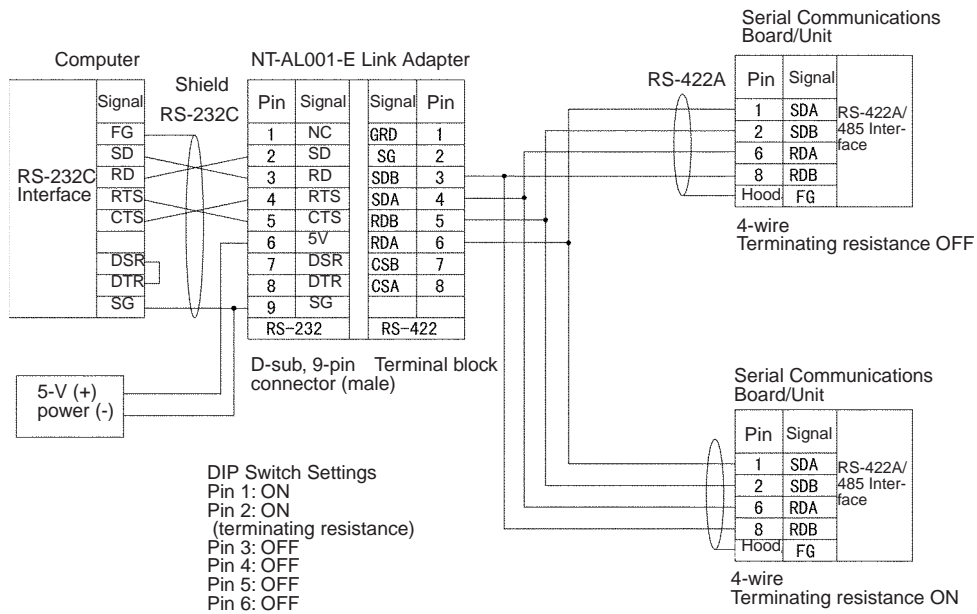 Serial Communications
Board/Unit
Computer
NT-AL001-E Link Adapter
Shield
RS-232C
RS-422A
Signal
FG
SD
RD
RTS
CTS
DSR
DTR
SG
RS-232C
Interface
Pin Signal
1 NC
2 SD
3 RD
4 RTS
5 CTS
6 5V
7 DSR
8 DTR
9 SG
RS-232
Signal Pin
GRD 1
SG 2
SDB 3
SDA 4
RDB 5
RDA 6
CSB 7
CSA 8
RS-422
D-sub, 9-pin
connector (male)
Terminal block
Pin Signal
1 SDA
2 SDB
6 RDA
8 RDB
Hood FG
RS-422A/
485 Inter-
face
4-wire
Terminating resistance OFF
5-V (+)
power (-)
Serial Communications
Board/Unit
Pin Signal
1 SDA
2 SDB
6 RDA
8 RDB
Hood FG
RS-422A/
485 Inter-
face
4-wire
Terminating resistance ON
DIP Switch Settings
Pin 1: ON
Pin 2: ON
(terminating resistance)
Pin 3: OFF
Pin 4: OFF
Pin 5: OFF
Pin 6: OFF